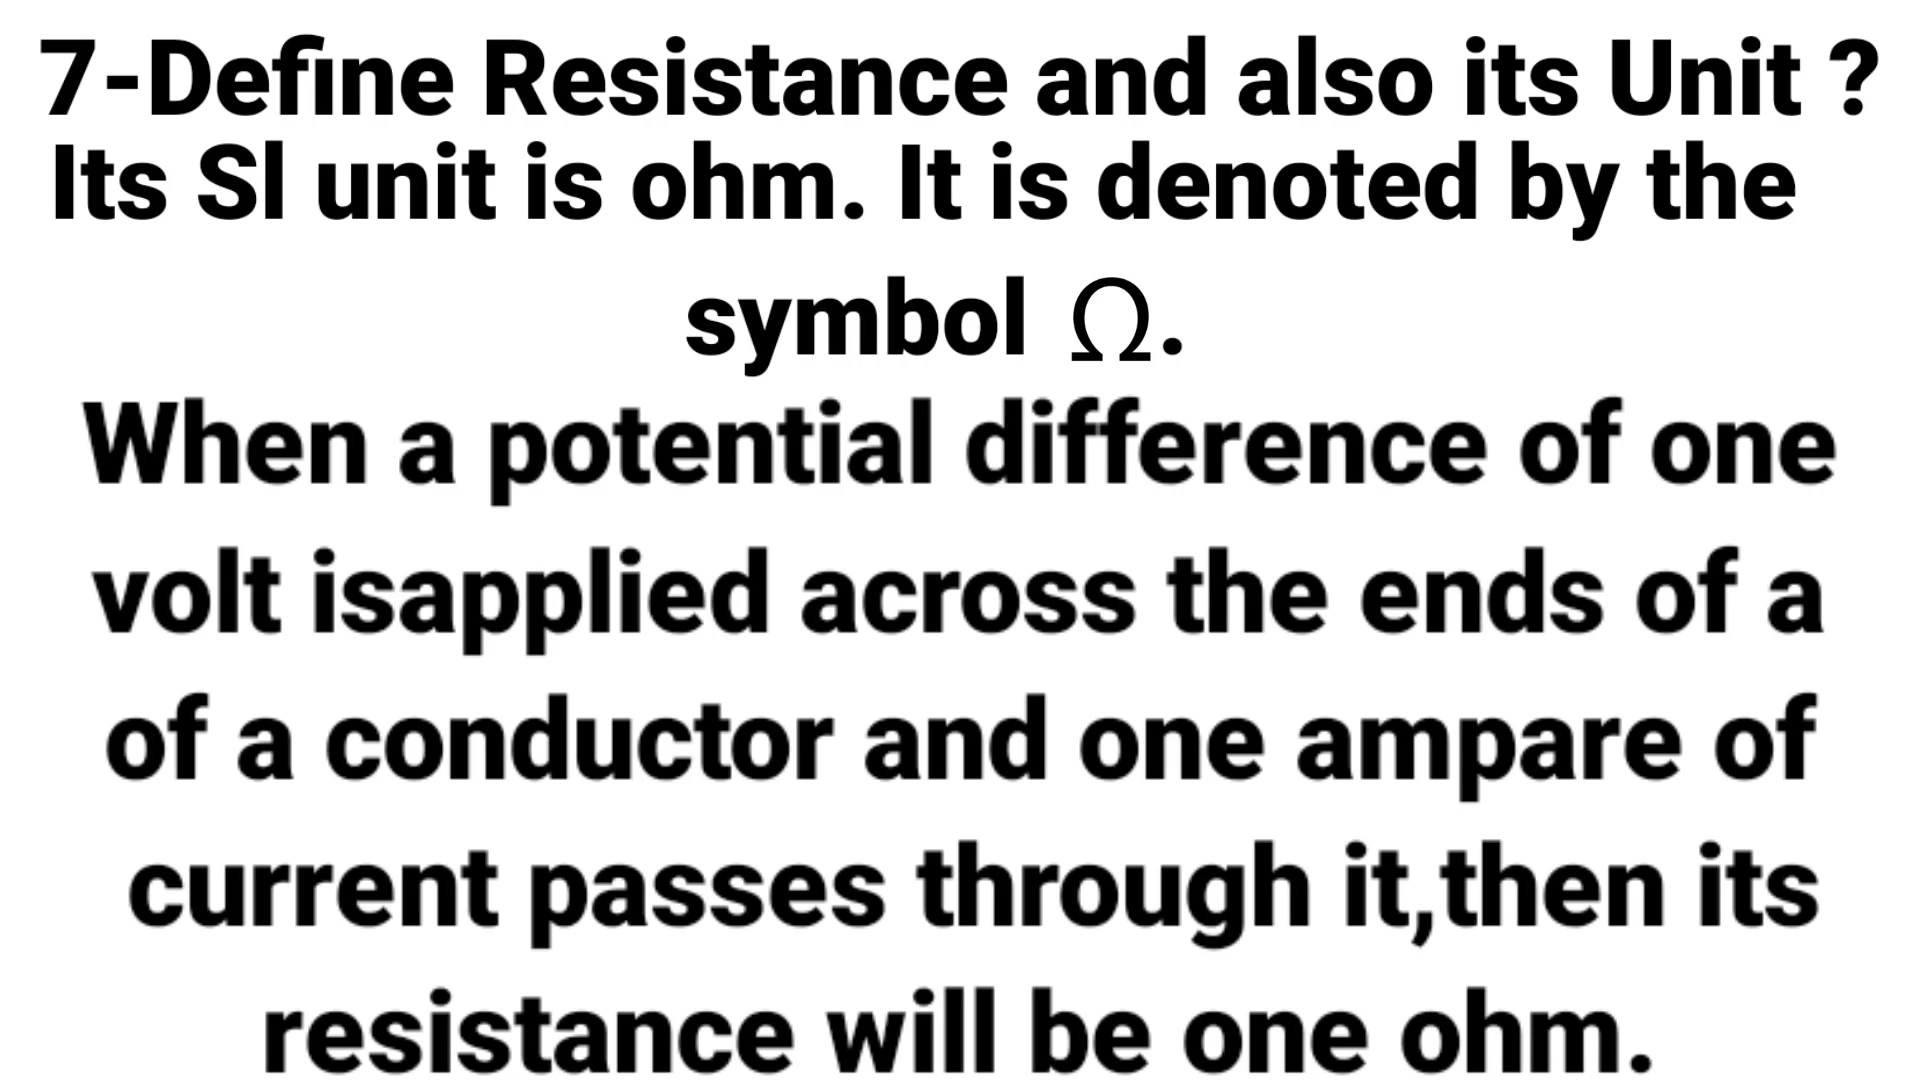 7-Define Resistance and also its Unit ?
Its Sl unit is ohm. It is denoted by the
symbol Ω.
When a potential difference of one
volt isapplied across the ends of a
of a conductor and one ampare of
current passes through it,then its
resistance will be one ohm.